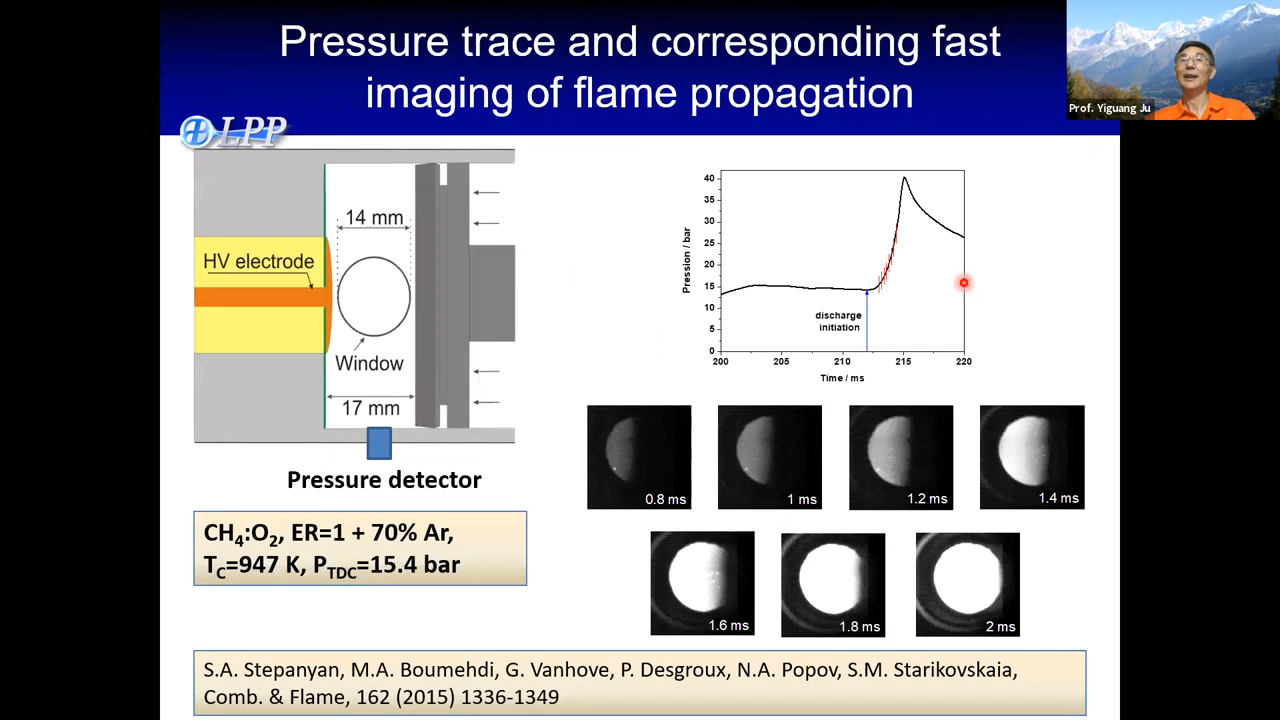 Pressure trace and corresponding fast
imaging of flame propagation
Prof. Yiguang Ju
LPP
14 mm
HV electrode
Window
17 mm
Pressure detector
CH₄:O₂, ER=1 + 70% Ar,
T_C=947 K, P_TDC=15.4 bar
Pression / bar
40
35
30
25
20
15
10
5
0
discharge
initiation
200 205 210 215 220
Time / ms
0.8 ms
1 ms
1.2 ms
1.4 ms
1.6 ms
1.8 ms
2 ms
S.A. Stepanyan, M.A. Boumehdi, G. Vanhove, P. Desgroux, N.A. Popov, S.M. Starikovskaia,
Comb. & Flame, 162 (2015) 1336-1349